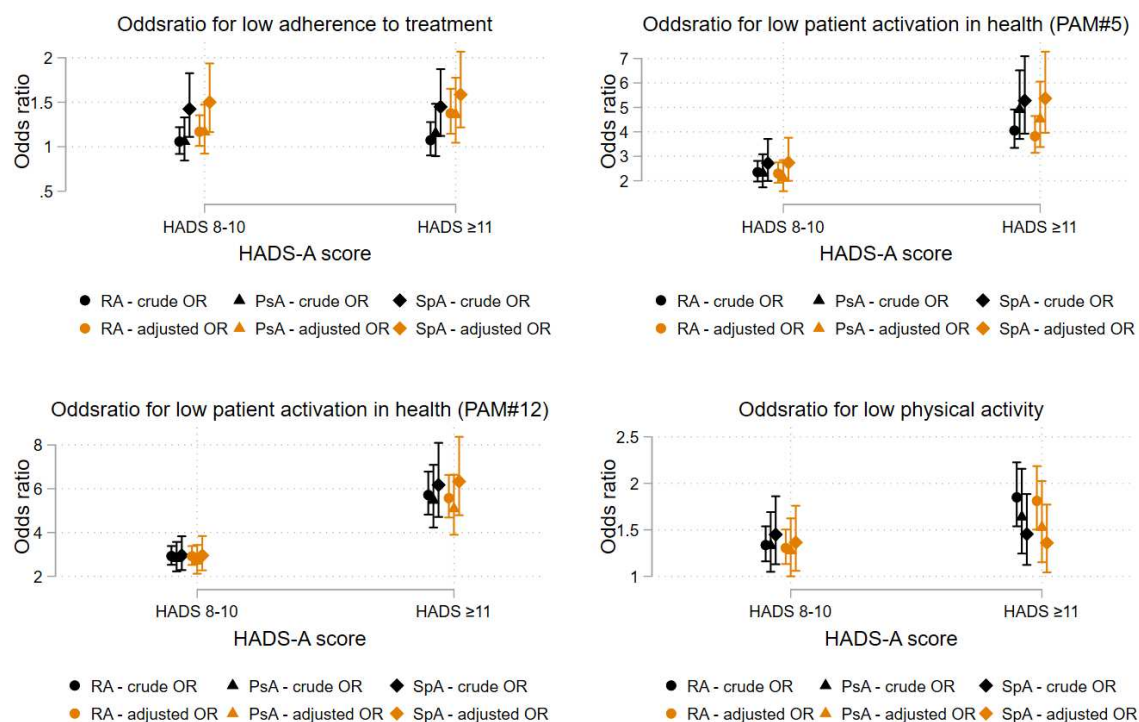 Oddsratio for low adherence to treatment
Odds ratio
2
1.5
1
.5
HADS 8-10
HADS ≥11
HADS-A score
RA - crude OR
PsA - crude OR
SpA - crude OR
RA - adjusted OR
PsA - adjusted OR
SpA - adjusted OR
Oddsratio for low patient activation in health (PAM#5)
Odds ratio
7
6
5
4
3
2
HADS 8-10
HADS ≥11
HADS-A score
RA - crude OR
PsA - crude OR
SpA - crude OR
RA - adjusted OR
PsA - adjusted OR
SpA - adjusted OR
Oddsratio for low patient activation in health (PAM#12)
Odds ratio
8
6
4
2
HADS 8-10
HADS ≥11
HADS-A score
RA - crude OR
PsA - crude OR
SpA - crude OR
RA - adjusted OR
PsA - adjusted OR
SpA - adjusted OR
Oddsratio for low physical activity
Odds ratio
2.5
2
1.5
1
HADS 8-10
HADS ≥11
HADS-A score
RA - crude OR
PsA - crude OR
SpA - crude OR
RA - adjusted OR
PsA - adjusted OR
SpA - adjusted OR